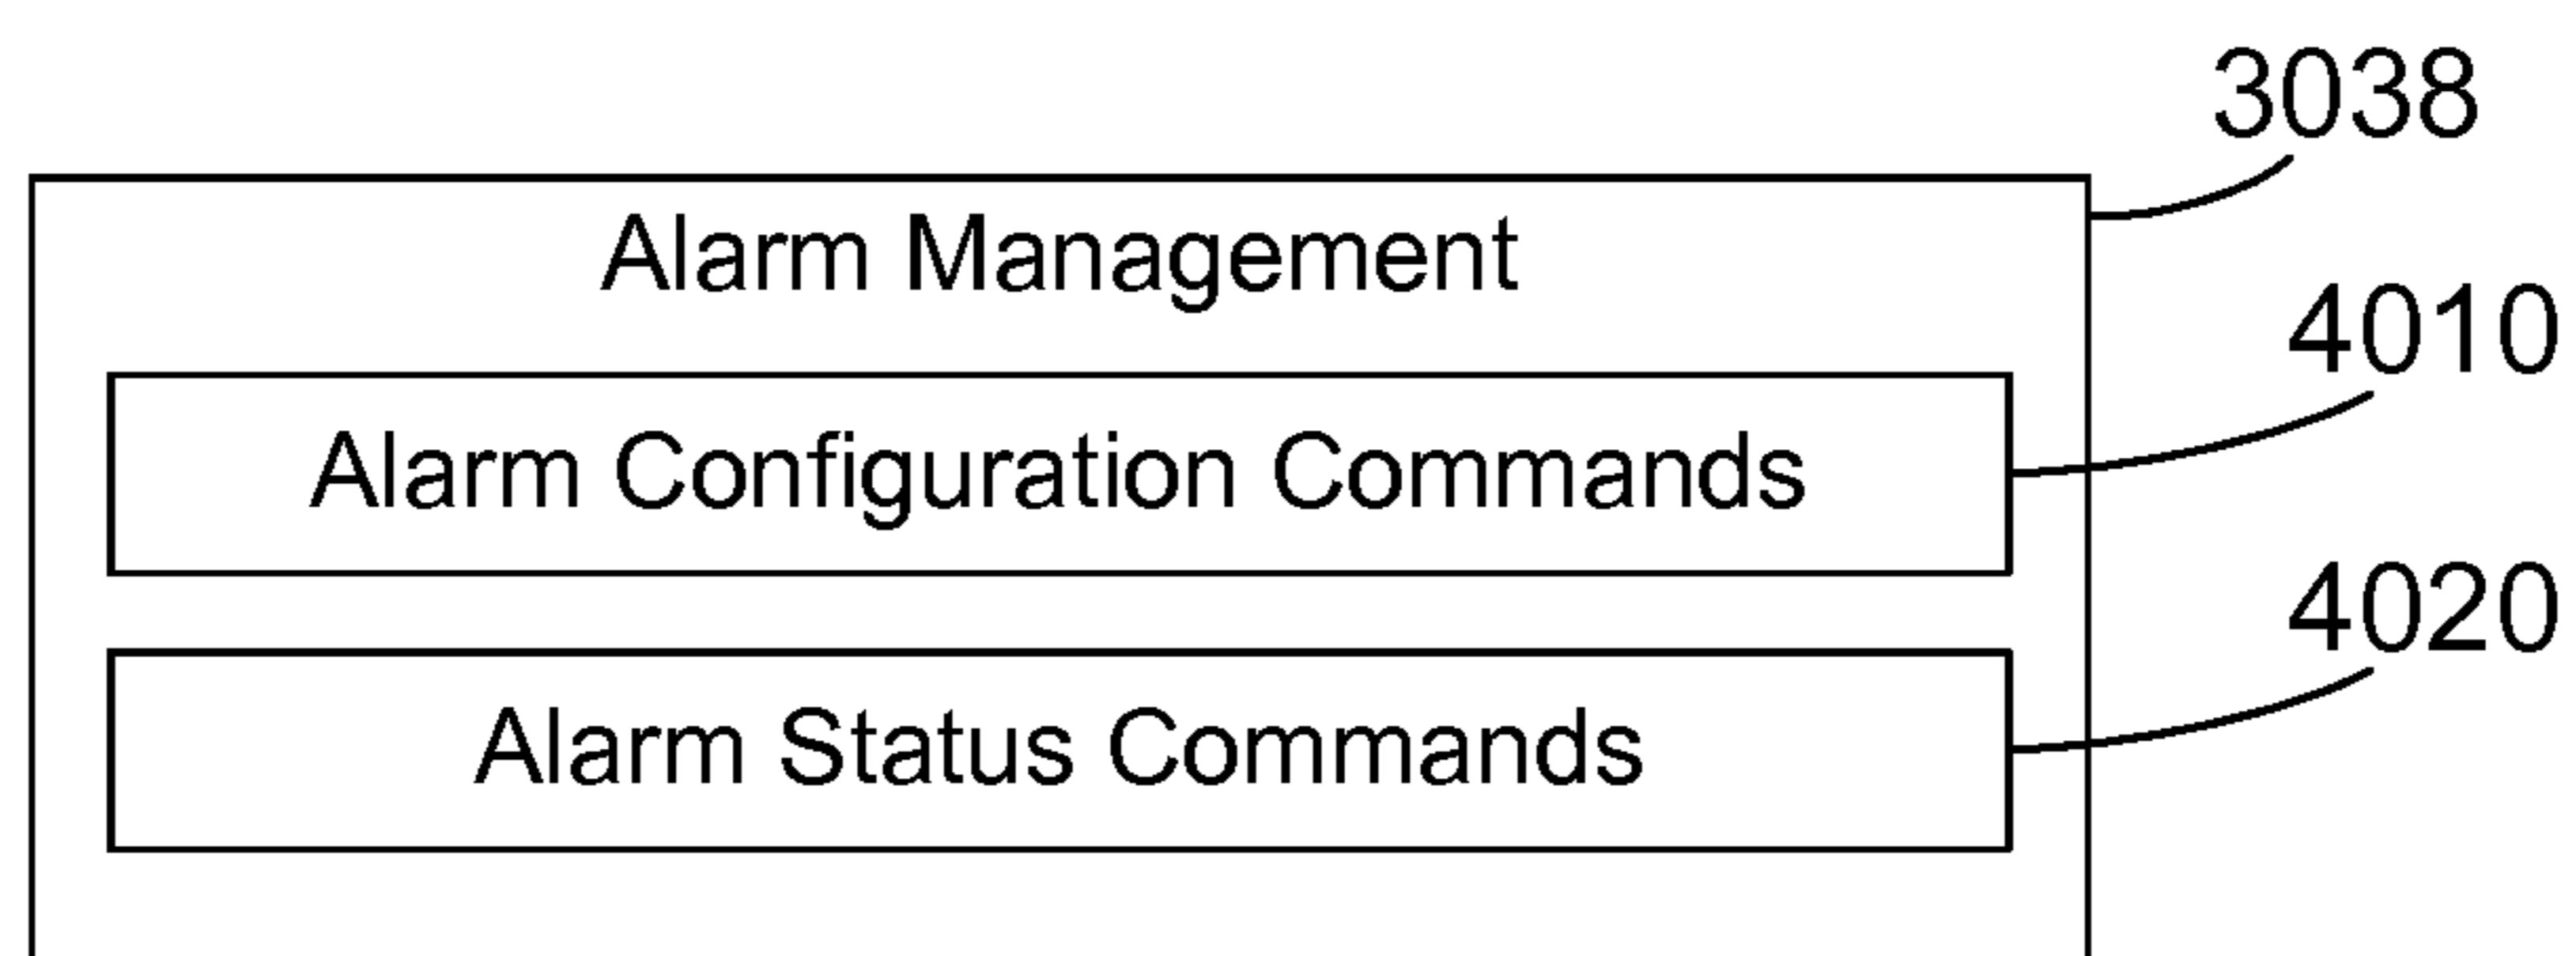 3038
Alarm Management
4010
Alarm Configuration Commands
4020
Alarm Status Commands